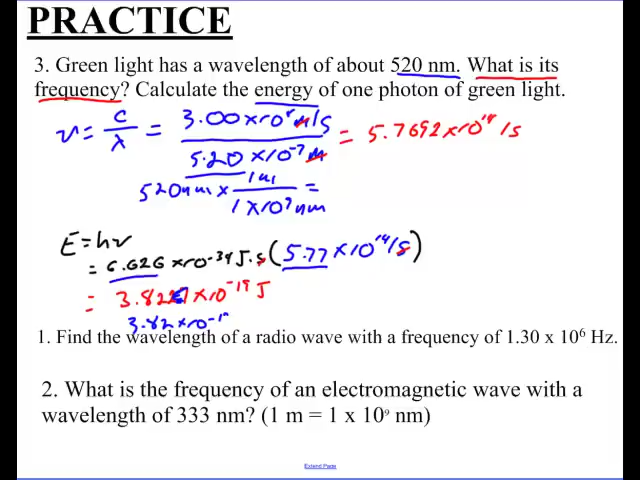 PRACTICE
3. Green light has a wavelength of about 520 nm. What is its
frequency? Calculate the energy of one photon of green light.
ν = c/λ = 3.00 x 10⁸ m/s / 5.20 x 10⁻⁷ m = 5.7692 x 10¹⁴ /s
520 nm x 1 m / 1 x 10⁹ nm =
E = hν
= 6.626 x 10⁻³⁴ J·s (5.77 x 10¹⁴/s)
= 3.822 x 10⁻¹⁹ J
3.82 x 10⁻¹⁹
1. Find the wavelength of a radio wave with a frequency of 1.30 x 10⁶ Hz.
2. What is the frequency of an electromagnetic wave with a
wavelength of 333 nm? (1 m = 1 x 10⁹ nm)
Extend Page